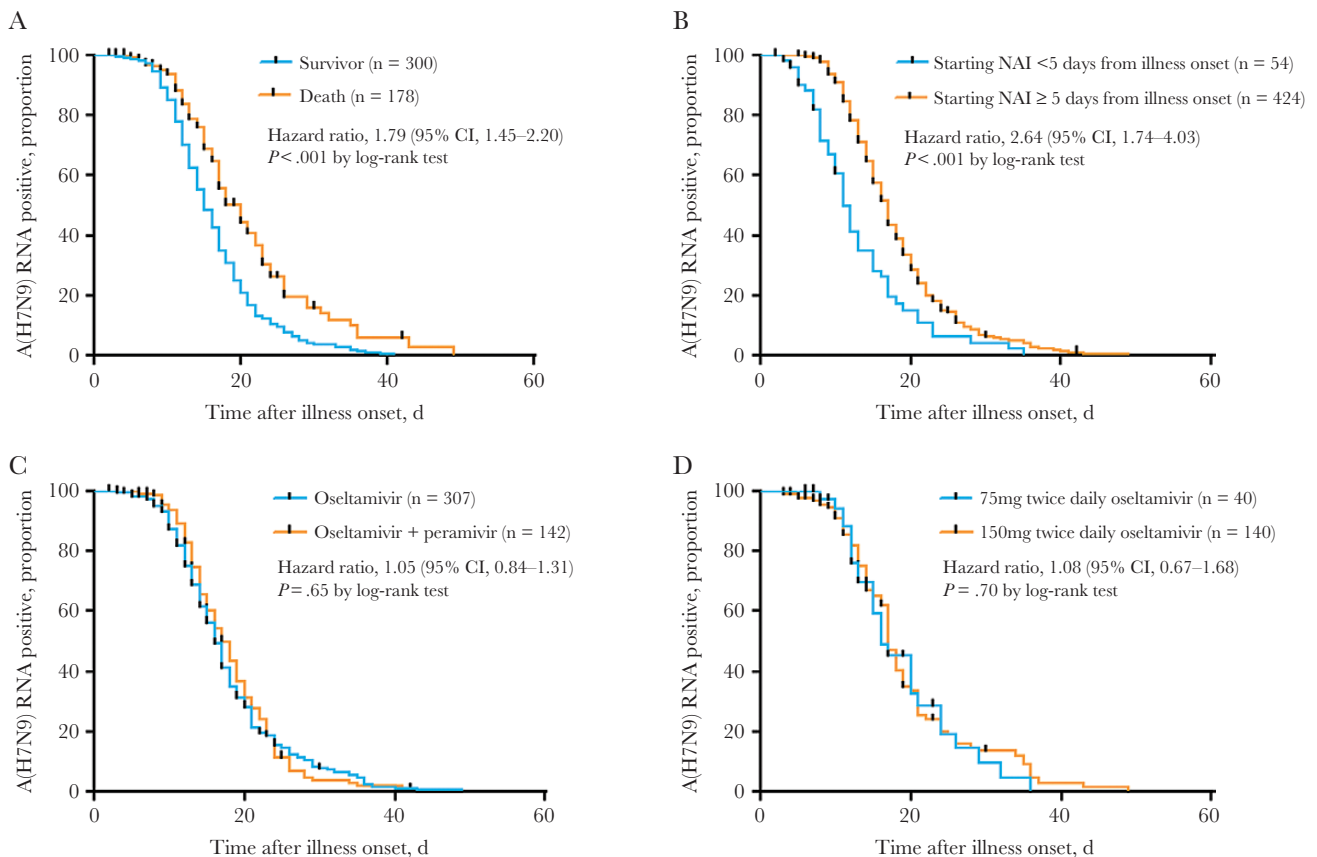 A
A(H7N9) RNA positive, proportion
100
80
60
40
20
0
0
20
40
60
Time after illness onset, d
Survivor (n = 300)
Death (n = 178)
Hazard ratio, 1.79 (95% CI, 1.45–2.20)
P < .001 by log-rank test
B
A(H7N9) RNA positive, proportion
100
80
60
40
20
0
0
20
40
60
Time after illness onset, d
Starting NAI <5 days from illness onset (n = 54)
Starting NAI ≥ 5 days from illness onset (n = 424)
Hazard ratio, 2.64 (95% CI, 1.74–4.03)
P < .001 by log-rank test
C
A(H7N9) RNA positive, proportion
100
80
60
40
20
0
0
20
40
60
Time after illness onset, d
Oseltamivir (n = 307)
Oseltamivir + peramivir (n = 142)
Hazard ratio, 1.05 (95% CI, 0.84–1.31)
P = .65 by log-rank test
D
A(H7N9) RNA positive, proportion
100
80
60
40
20
0
0
20
40
60
Time after illness onset, d
75mg twice daily oseltamivir (n = 40)
150mg twice daily oseltamivir (n = 140)
Hazard ratio, 1.08 (95% CI, 0.67–1.68)
P = .70 by log-rank test